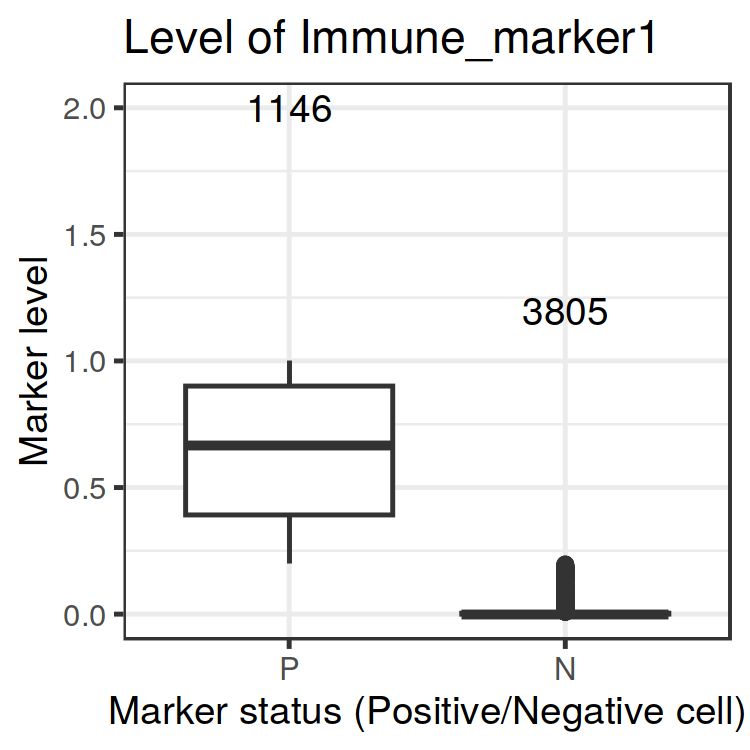 Level of Immune_marker1
Marker level
2.0
1.5
1.0
0.5
0.0
1146
3805
P
N
Marker status (Positive/Negative cell)